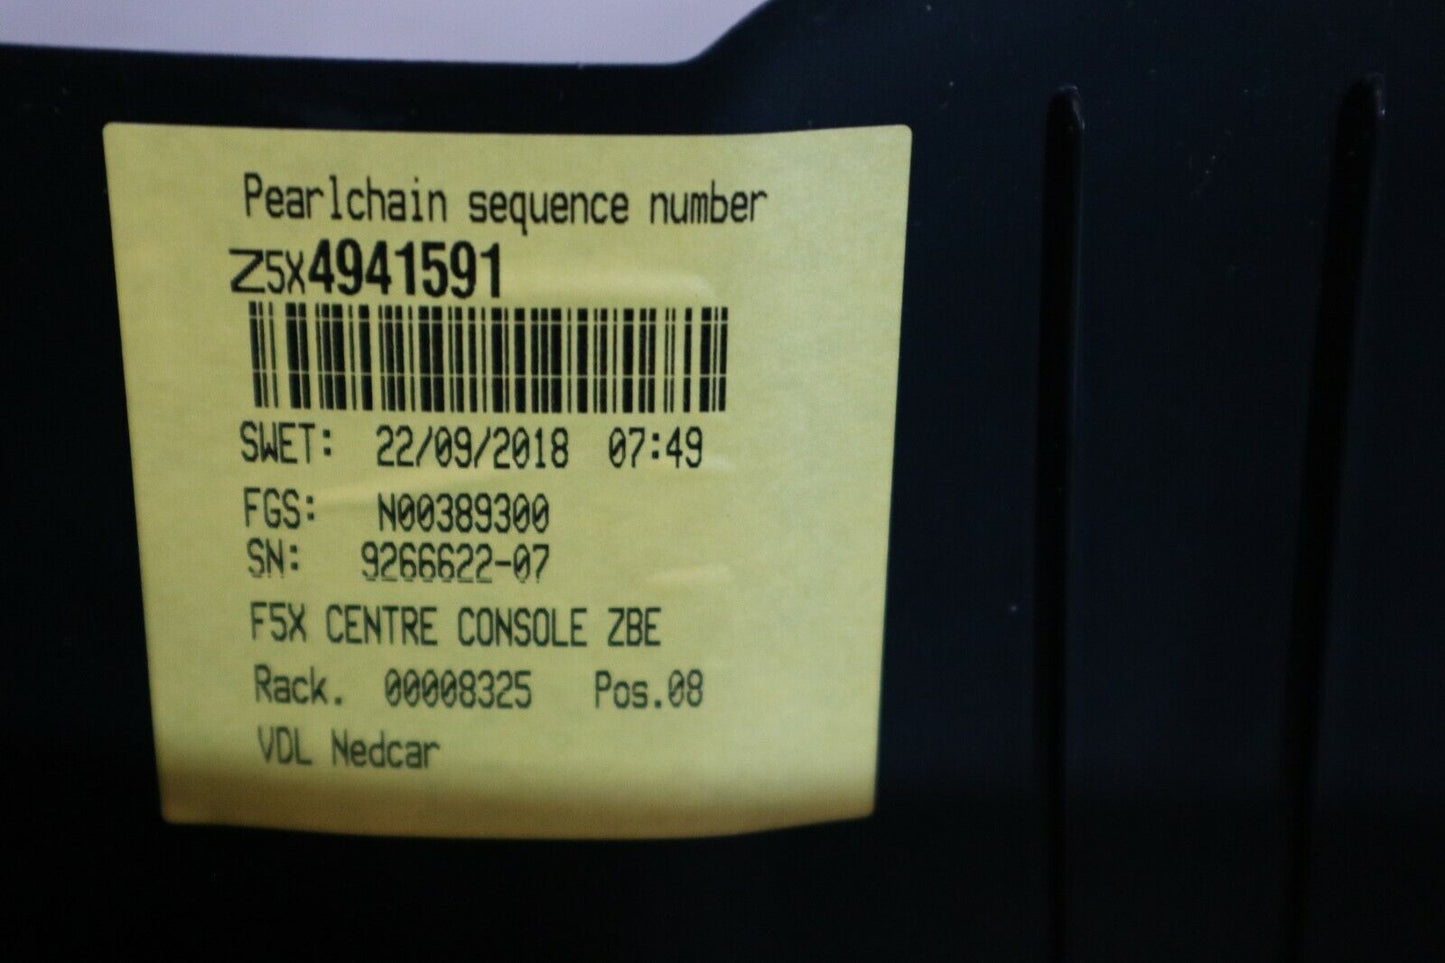 Pearlchain sequence number
Z5X4941591
SWET: 22/09/2018 07:49
FGS: N00389300
SN: 9266622-07
F5X CENTRE CONSOLE ZBE
Rack. 00008325 Pos.08
VDL Nedcar